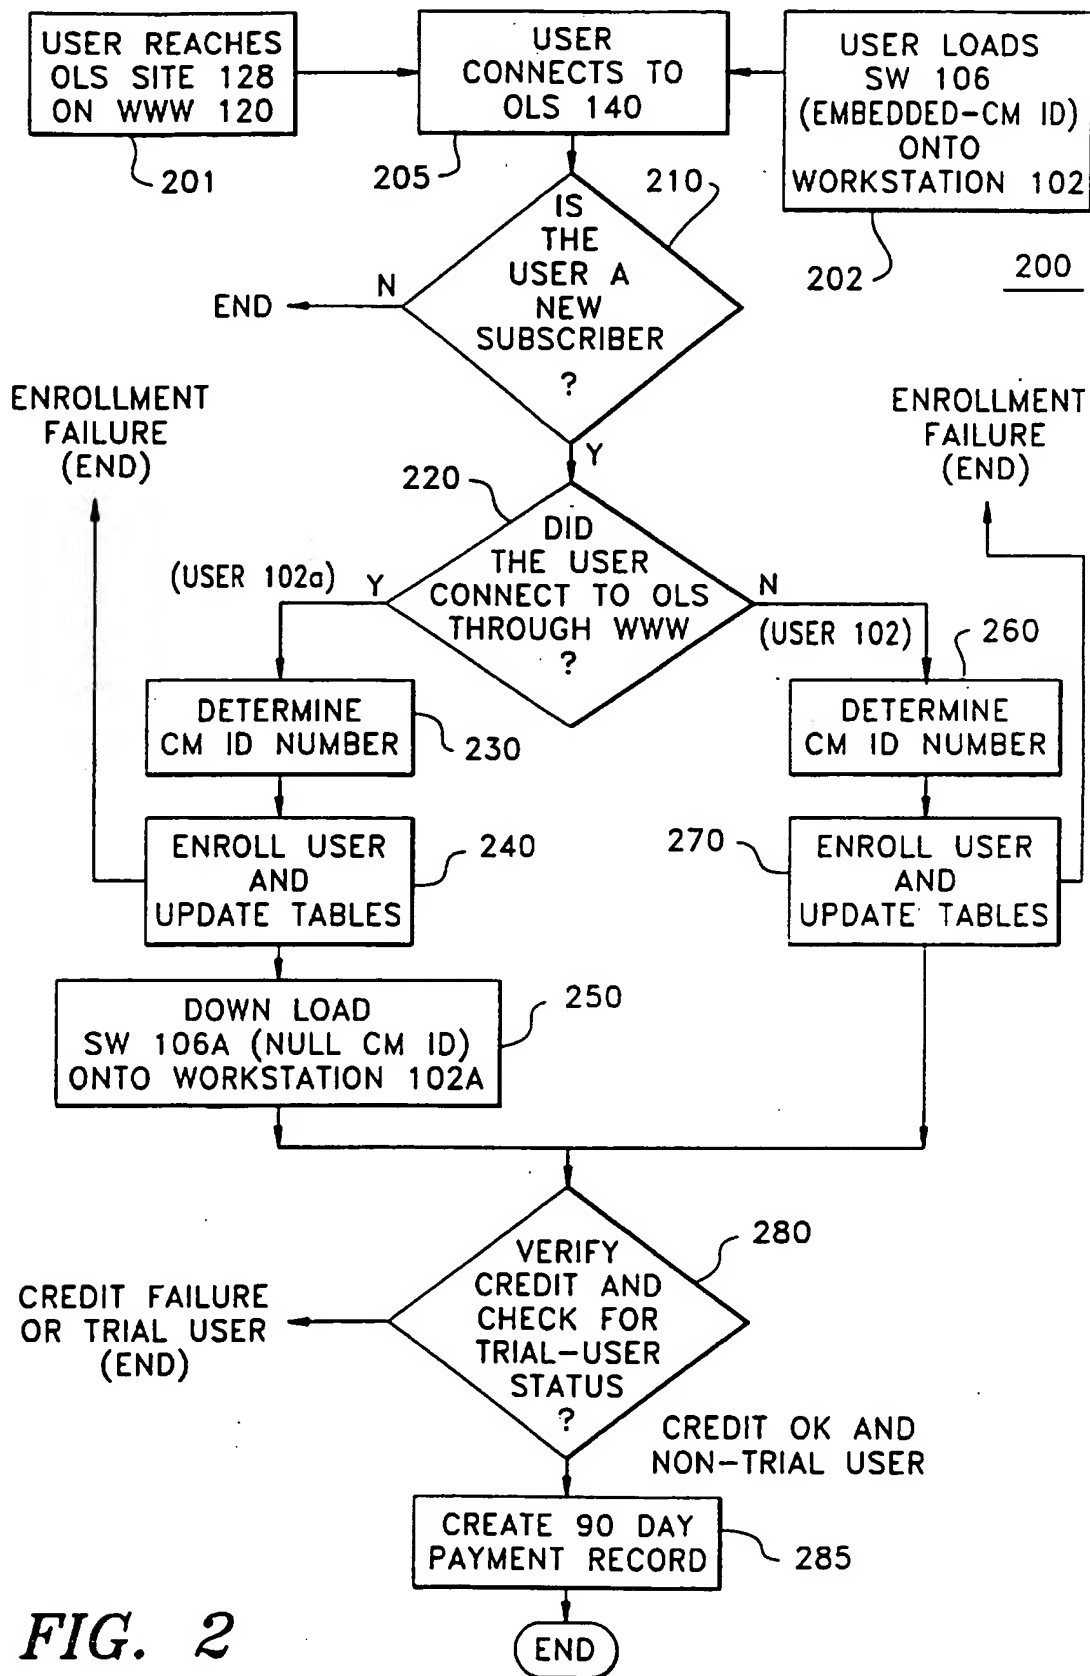 USER REACHES
OLS SITE 128
ON WWW 120
201
USER
CONNECTS TO
OLS 140
205
USER LOADS
SW 106
(EMBEDDED-CM ID)
ONTO
WORKSTATION 102
202
200
210
IS
THE
USER A
NEW
SUBSCRIBER
?
N
END
Y
ENROLLMENT
FAILURE
(END)
ENROLLMENT
FAILURE
(END)
220
DID
THE USER
CONNECT TO OLS
THROUGH WWW
?
(USER 102a)
Y
N
(USER 102)
DETERMINE
CM ID NUMBER
230
260
DETERMINE
CM ID NUMBER
ENROLL USER
AND
UPDATE TABLES
240
270
ENROLL USER
AND
UPDATE TABLES
DOWN LOAD
SW 106A (NULL CM ID)
ONTO WORKSTATION 102A
250
VERIFY
CREDIT AND
CHECK FOR
TRIAL-USER
STATUS
?
280
CREDIT FAILURE
OR TRIAL USER
(END)
CREDIT OK AND
NON-TRIAL USER
CREATE 90 DAY
PAYMENT RECORD
285
END
FIG. 2